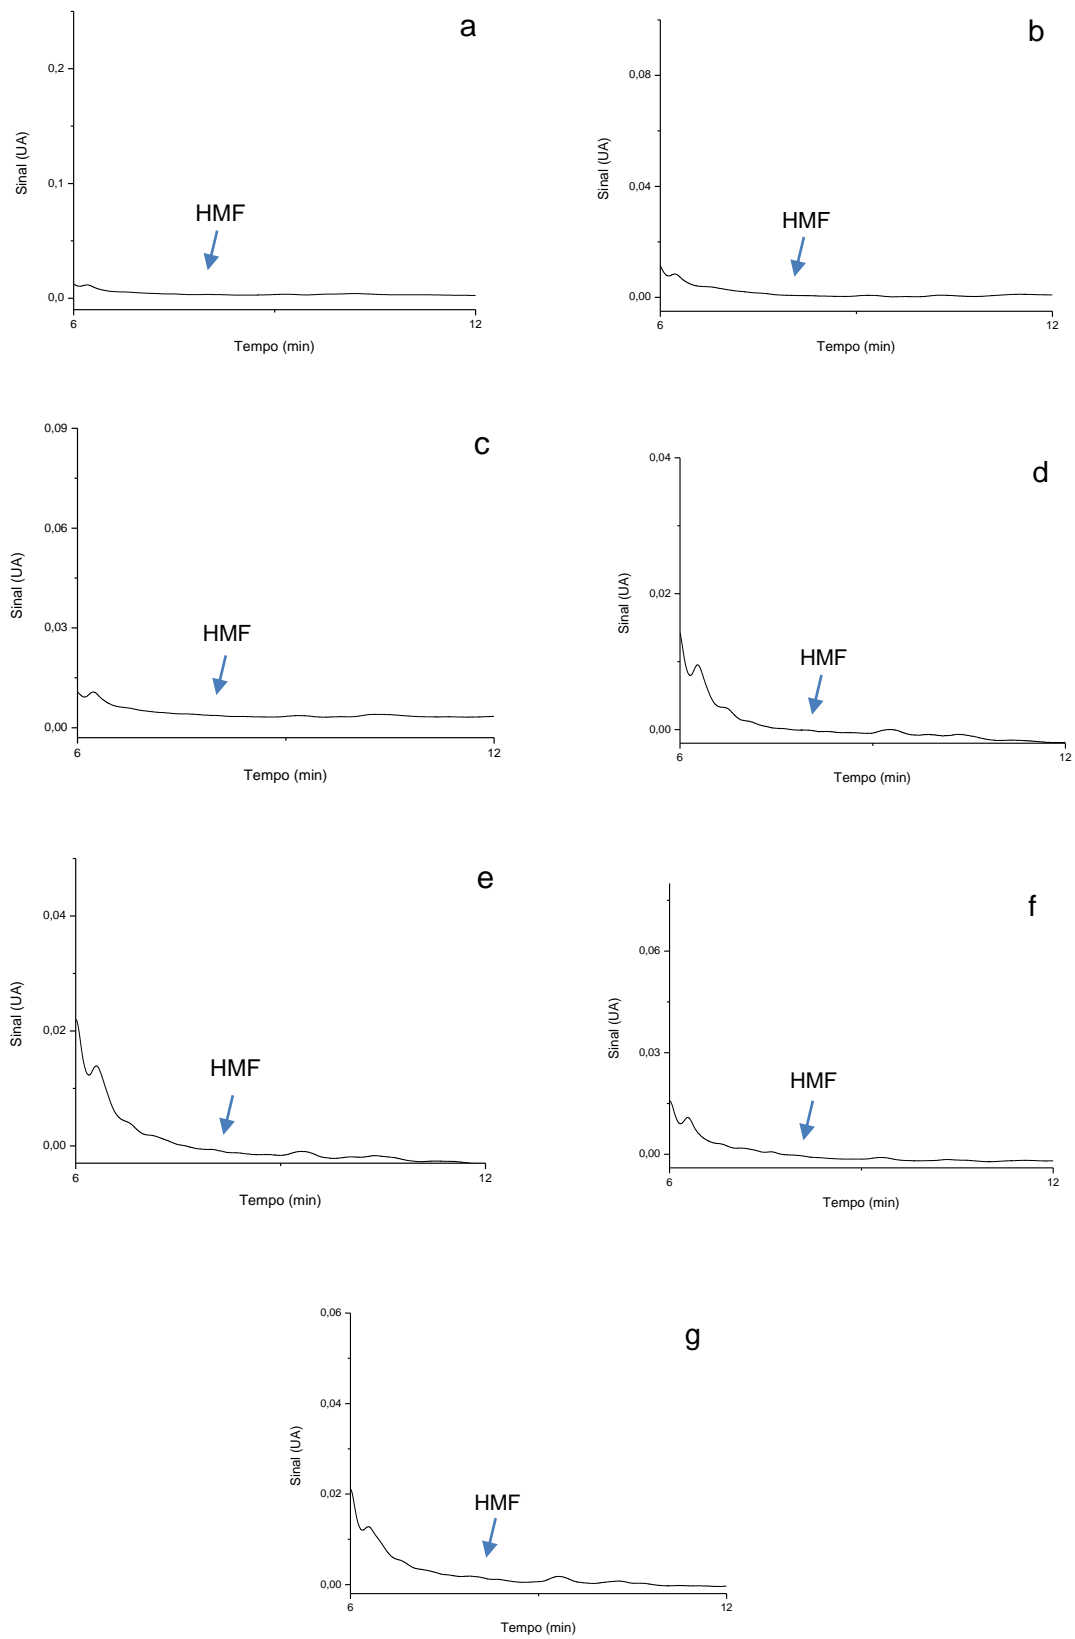 a
0,2
0,1
0,0
Sinal (UA)
HMF
6
12
Tempo (min)
b
0,08
0,04
0,00
Sinal (UA)
HMF
6
12
Tempo (min)
c
0,09
0,06
0,03
0,00
Sinal (UA)
HMF
6
12
Tempo (min)
d
0,04
0,02
0,00
Sinal (UA)
HMF
6
12
Tempo (min)
e
0,04
0,02
0,00
Sinal (UA)
HMF
6
12
Tempo (min)
f
0,06
0,03
0,00
Sinal (UA)
HMF
6
12
Tempo (min)
g
0,06
0,04
0,02
0,00
Sinal (UA)
HMF
6
12
Tempo (min)